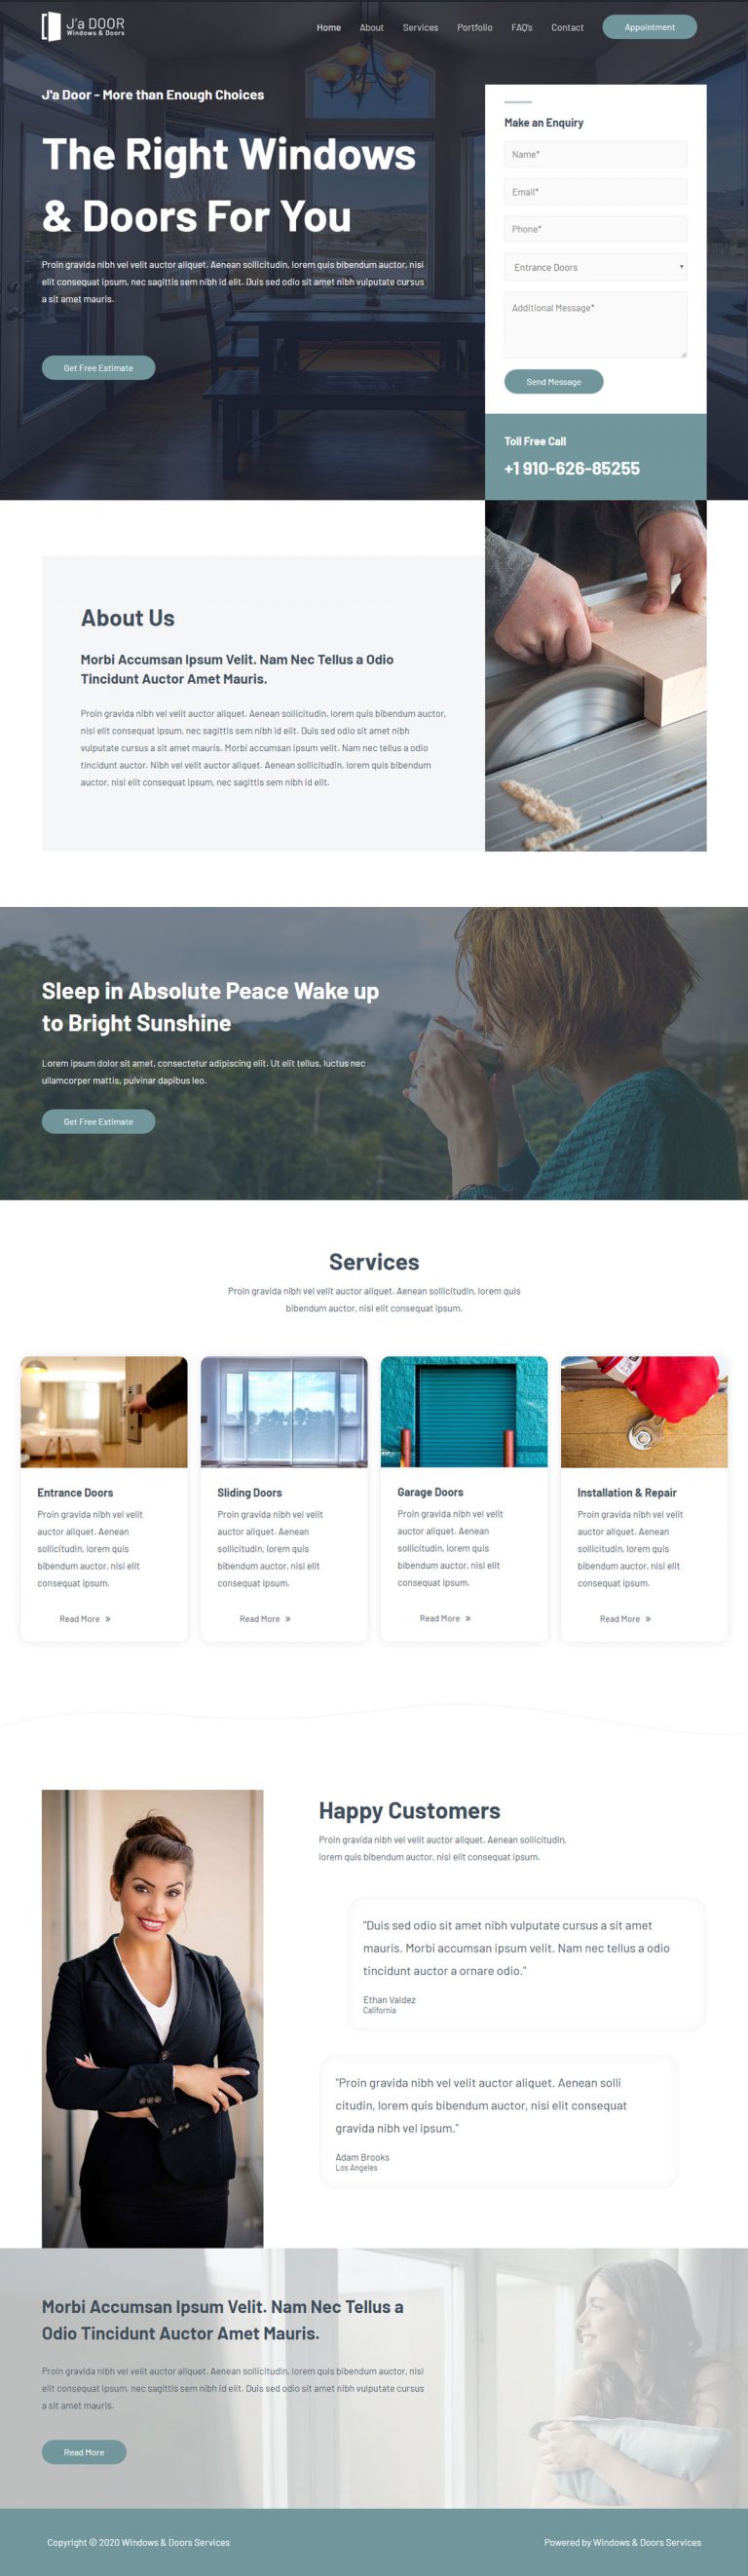 J'a DOOR
Windows & Doors
Home
About
Services
Portfolio
FAQ's
Contact
Appointment
J'a Door - More than Enough Choices
The Right Windows
& Doors For You
Proin gravida nibh vel velit auctor aliquet. Aenean sollicitudin, lorem quis bibendum auctor, nisi
elit consequat ipsum, nec sagittis sem nibh id elit. Duis sed odio sit amet nibh vulputate cursus
a sit amet mauris.
Get Free Estimate
Make an Enquiry
Name*
Email*
Phone*
Entrance Doors
Additional Message*
Send Message
Toll Free Call
+1 910-626-85255
About Us
Morbi Accumsan Ipsum Velit. Nam Nec Tellus a Odio
Tincidunt Auctor Amet Mauris.
Proin gravida nibh vel velit auctor aliquet. Aenean sollicitudin, lorem quis bibendum auctor,
nisi elit consequat ipsum, nec sagittis sem nibh id elit. Duis sed odio sit amet nibh
vulputate cursus a sit amet mauris. Morbi accumsan ipsum velit. Nam nec tellus a odio
tincidunt auctor. Nibh vel velit auctor aliquet. Aenean sollicitudin, lorem quis bibendum
auctor, nisi elit consequat ipsum, nec sagittis sem nibh id elit.
Sleep in Absolute Peace Wake up
to Bright Sunshine
Lorem ipsum dolor sit amet, consectetur adipiscing elit. Ut elit tellus, luctus nec
ullamcorper mattis, pulvinar dapibus leo.
Get Free Estimate
Services
Proin gravida nibh vel velit auctor aliquet. Aenean sollicitudin, lorem quis
bibendum auctor, nisl elit consequat ipsum.
Entrance Doors
Proin gravida nibh vel velit
auctor aliquet. Aenean
sollicitudin, lorem quis
bibendum auctor, nisi elit
consequat ipsum.
Read More »
Sliding Doors
Proin gravida nibh vel velit
auctor aliquet. Aenean
sollicitudin, lorem quis
bibendum auctor, nisi elit
consequat ipsum.
Read More »
Garage Doors
Proin gravida nibh vel velit
auctor aliquet. Aenean
sollicitudin, lorem quis
bibendum auctor, nisi elit
consequat ipsum.
Read More »
Installation & Repair
Proin gravida nibh vel velit
auctor aliquet. Aenean
sollicitudin, lorem quis
bibendum auctor, nisi elit
consequat ipsum.
Read More »
Happy Customers
Proin gravida nibh vel velit auctor aliquet. Aenean sollicitudin,
lorem quis bibendum auctor, nisi elit consequat ipsum.
"Duis sed odio sit amet nibh vulputate cursus a sit amet
mauris. Morbi accumsan ipsum velit. Nam nec tellus a odio
tincidunt auctor a ornare odio."
Ethan Valdez
California
"Proin gravida nibh vel velit auctor aliquet. Aenean solli
citudin, lorem quis bibendum auctor, nisi elit consequat
gravida nibh vel ipsum."
Adam Brooks
Los Angeles
Morbi Accumsan Ipsum Velit. Nam Nec Tellus a
Odio Tincidunt Auctor Amet Mauris.
Proin gravida nibh vel velit auctor aliquet. Aenean sollicitudin, lorem quis bibendum auctor, nisi
elit consequat ipsum, nec sagittis sem nibh id elit. Duis sed odio sit amet nibh vulputate cursus
a sit amet mauris.
Read More
Copyright © 2020 Windows & Doors Services
Powered by Windows & Doors Services